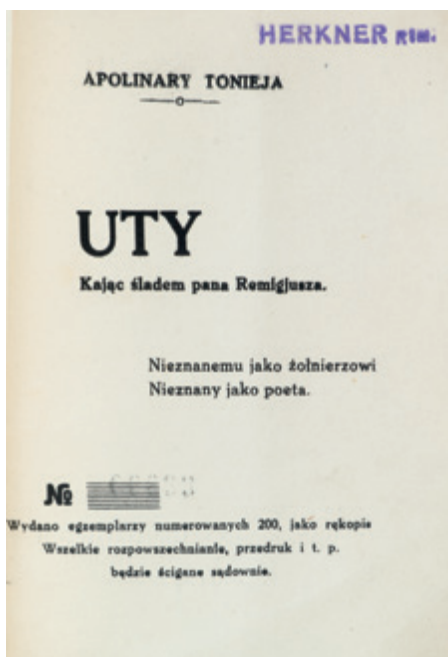 HERKNER
APOLINARY TONIEJA
UTY
Kając śladem pana Remigjusza.
Nieznanemu jako żołnierzowi
Nieznany jako poeta.
№
Wydano egzemplarzy numerowanych 200, jako rękopis
Wszelkie rozpowszechnianie, przedruk i t. p.
będzie ścigane sądownie.